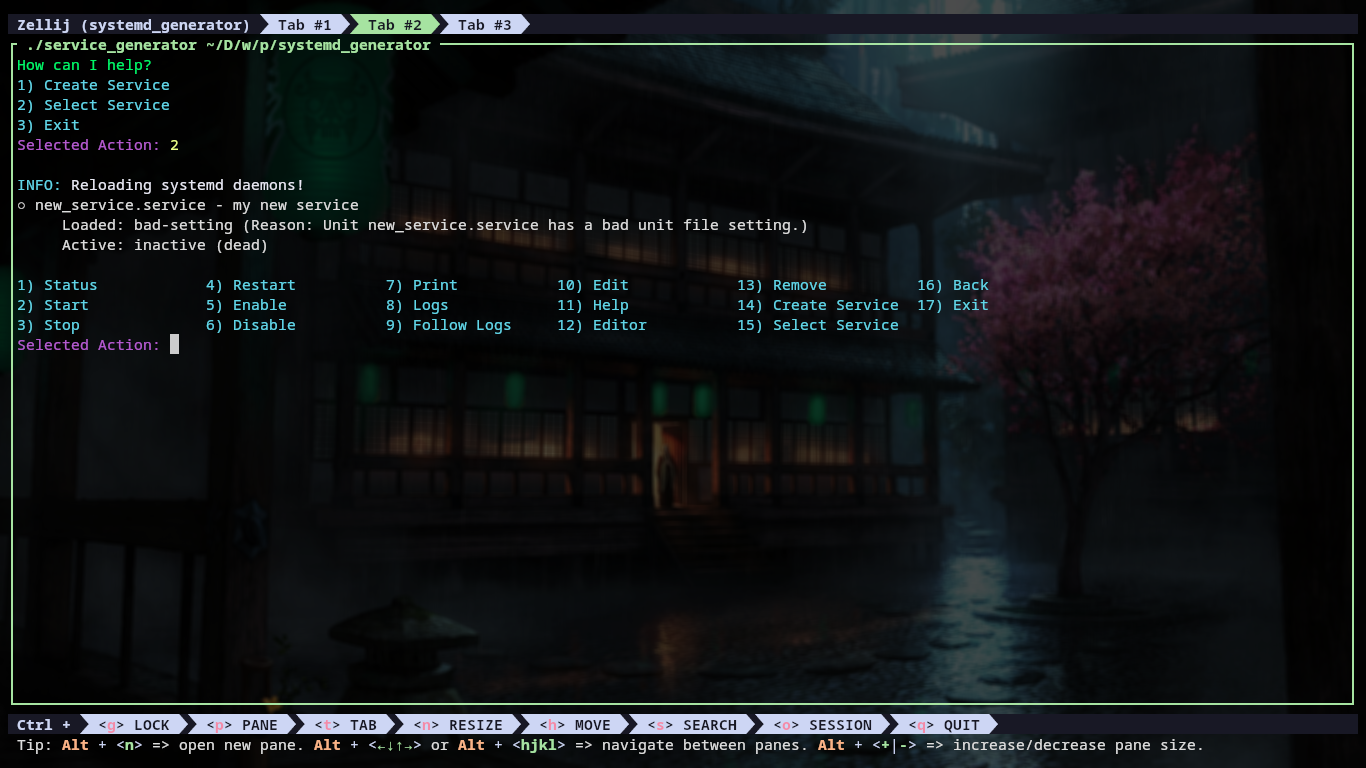 Zellij (systemd_generator) Tab #1 Tab #2 Tab #3
./service_generator ~/D/w/p/systemd_generator
How can I help?
1) Create Service
2) Select Service
3) Exit
Selected Action: 2
INFO: Reloading systemd daemons!
○ new_service.service - my new service
Loaded: bad-setting (Reason: Unit new_service.service has a bad unit file setting.)
Active: inactive (dead)
1) Status 4) Restart 7) Print 10) Edit 13) Remove 16) Back
2) Start 5) Enable 8) Logs 11) Help 14) Create Service 17) Exit
3) Stop 6) Disable 9) Follow Logs 12) Editor 15) Select Service
Selected Action:
Ctrl + <g> LOCK <p> PANE <t> TAB <n> RESIZE <h> MOVE <s> SEARCH <o> SESSION <q> QUIT
Tip: Alt + <n> => open new pane. Alt + <←↓↑→> or Alt + <hjkl> => navigate between panes. Alt + <+|-> => increase/decrease pane size.